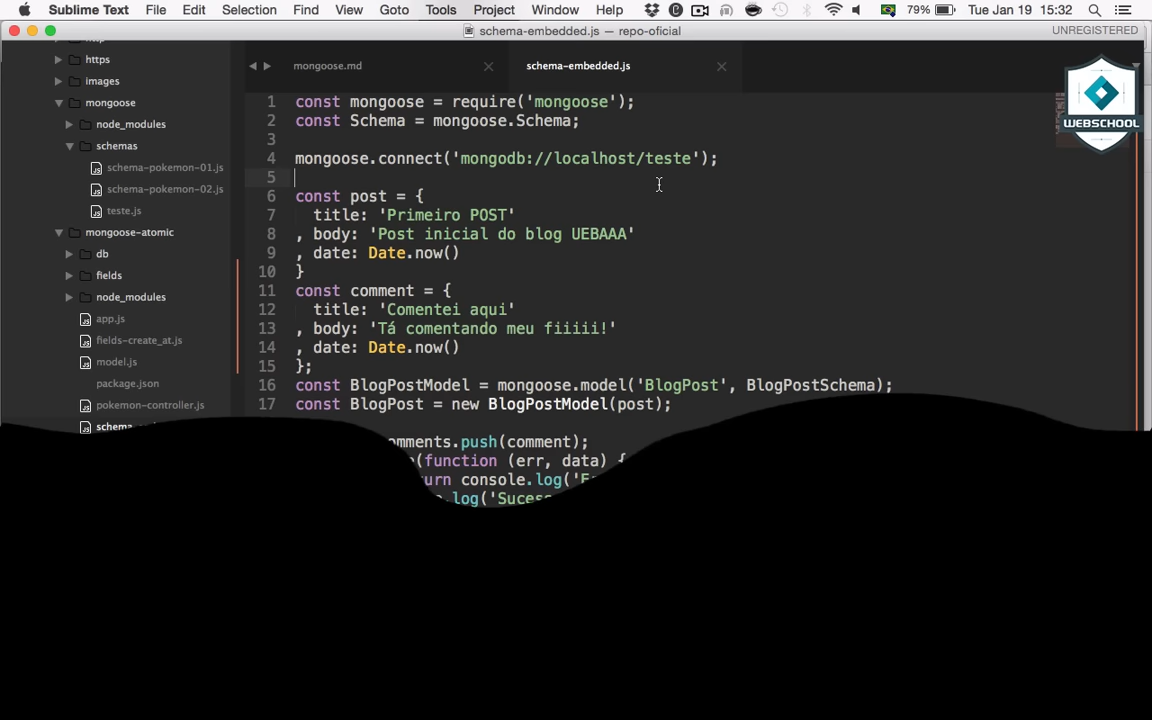 Sublime Text File Edit Selection Find View Goto Tools Project Window Help 79% Tue Jan 19 15:32
schema-embedded.js — repo-oficial UNREGISTERED
https
images
mongoose
node_modules
schemas
schema-pokemon-01.js
schema-pokemon-02.js
teste.js
mongoose-atomic
db
fields
node_modules
app.js
fields-create_at.js
model.js
package.json
pokemon-controller.js
mongoose.md schema-embedded.js
WEBSCHOOL
1 const mongoose = require('mongoose');
2 const Schema = mongoose.Schema;
3
4 mongoose.connect('mongodb://localhost/teste');
5
6 const post = {
7 title: 'Primeiro POST'
8 , body: 'Post inicial do blog UEBAAA'
9 , date: Date.now()
10 }
11 const comment = {
12 title: 'Comentei aqui'
13 , body: 'Tá comentando meu fiiiii!'
14 , date: Date.now()
15 };
16 const BlogPostModel = mongoose.model('BlogPost', BlogPostSchema);
17 const BlogPost = new BlogPostModel(post);
.push(comment);
(function (err, data) {
console.log('
.log('